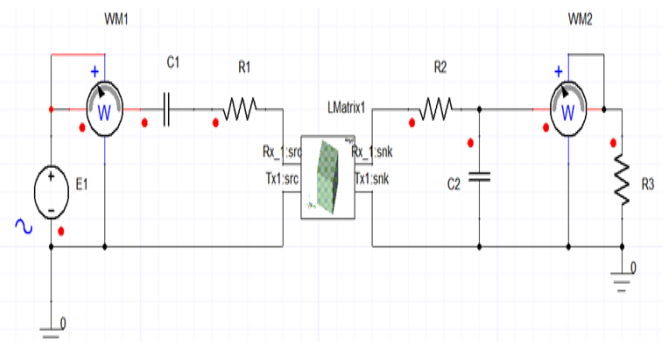 WM1
WM2
C1
R1
R2
+
W
+
W
LMatrix1
Rx_1:src
Rx_1:snk
Tx1:src
Tx1:snk
+
-
E1
C2
R3
0
0